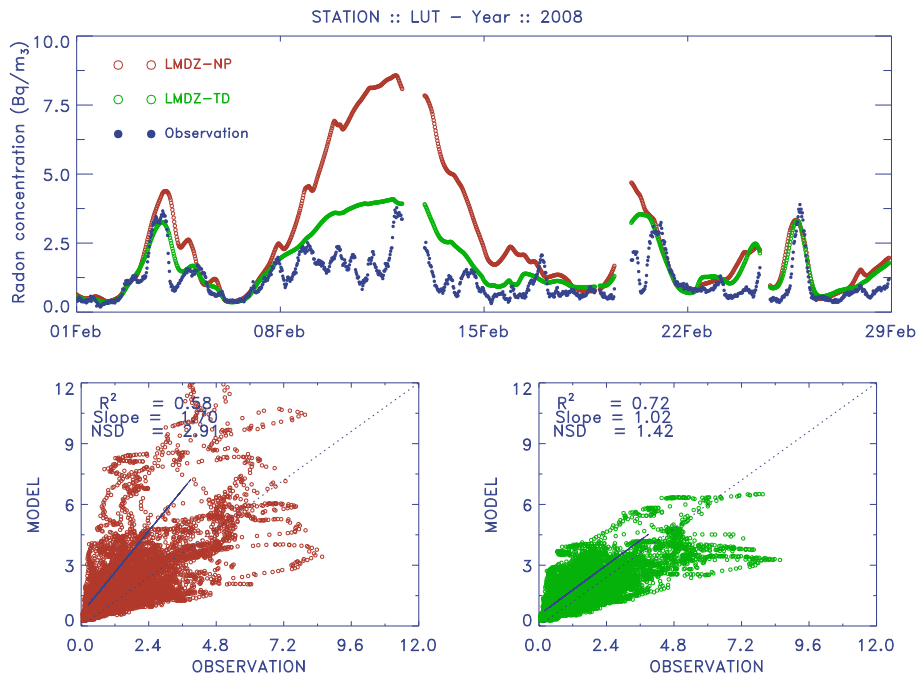 STATION :: LUT – Year :: 2008
Radon concentration (Bq/m3)
10.0
7.5
5.0
2.5
0.0
LMDZ–NP
LMDZ–TD
Observation
01Feb 08Feb 15Feb 22Feb 29Feb
R² = 0.58
Slope = 1.70
NSD = 2.91
MODEL
12
9
6
3
0
0.0 2.4 4.8 7.2 9.6 12.0
OBSERVATION
R² = 0.72
Slope = 1.02
NSD = 1.42
MODEL
12
9
6
3
0
0.0 2.4 4.8 7.2 9.6 12.0
OBSERVATION